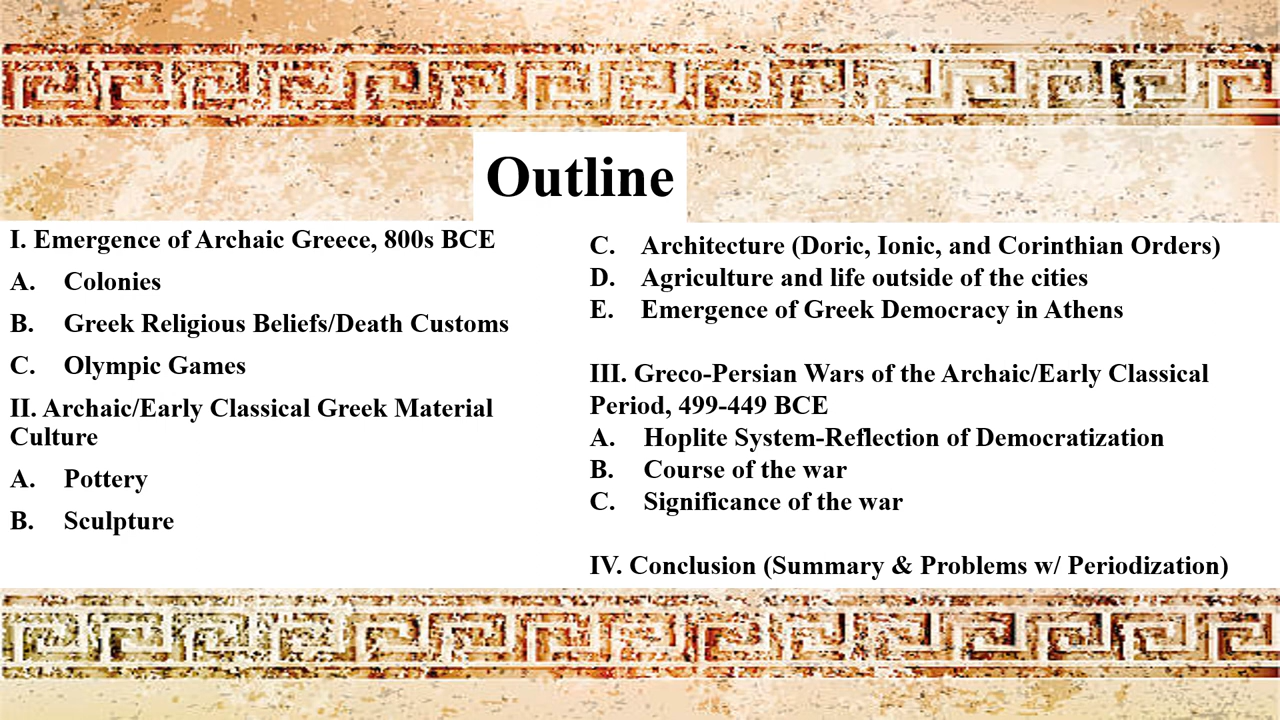 Outline
I. Emergence of Archaic Greece, 800s BCE
A. Colonies
B. Greek Religious Beliefs/Death Customs
C. Olympic Games
II. Archaic/Early Classical Greek Material
Culture
A. Pottery
B. Sculpture
C. Architecture (Doric, Ionic, and Corinthian Orders)
D. Agriculture and life outside of the cities
E. Emergence of Greek Democracy in Athens
III. Greco-Persian Wars of the Archaic/Early Classical
Period, 499-449 BCE
A. Hoplite System-Reflection of Democratization
B. Course of the war
C. Significance of the war
IV. Conclusion (Summary & Problems w/ Periodization)